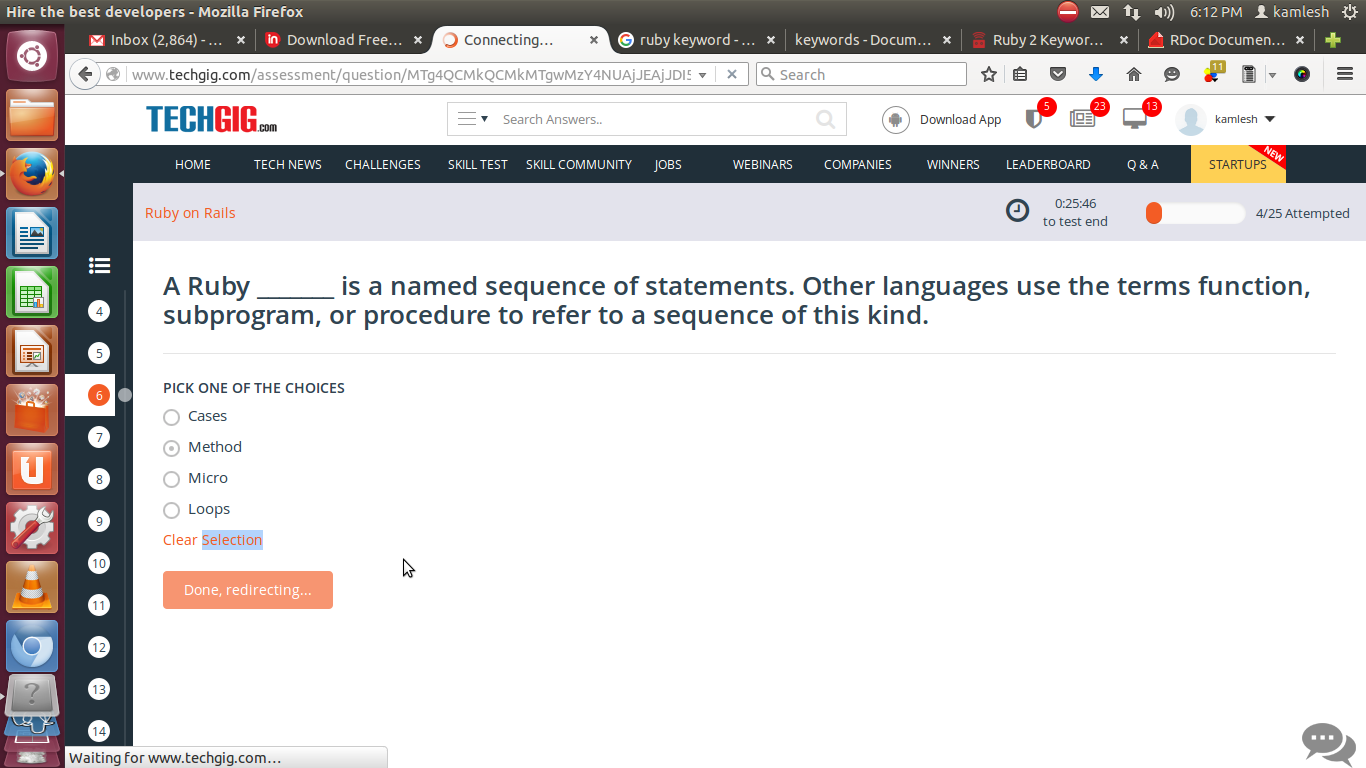 Hire the best developers - Mozilla Firefox
6:12 PM kamlesh
Inbox (2,864) - ...
Download Free...
Connecting...
ruby keyword - ...
keywords - Docum...
Ruby 2 Keywor...
RDoc Documen...
www.techgig.com/assessment/question/
Search
11
TECHGIG.com
Search Answers..
Download App
5
23
13
kamlesh
HOME
TECH NEWS
CHALLENGES
SKILL TEST
SKILL COMMUNITY
JOBS
WEBINARS
COMPANIES
WINNERS
LEADERBOARD
Q & A
STARTUPS
NEW
Ruby on Rails
0:25:46
to test end
4/25 Attempted
4
5
6
7
8
9
10
11
12
13
14
A Ruby _______ is a named sequence of statements. Other languages use the terms function,
subprogram, or procedure to refer to a sequence of this kind.
PICK ONE OF THE CHOICES
Cases
Method
Micro
Loops
Clear Selection
Done, redirecting...
Waiting for www.techgig.com...